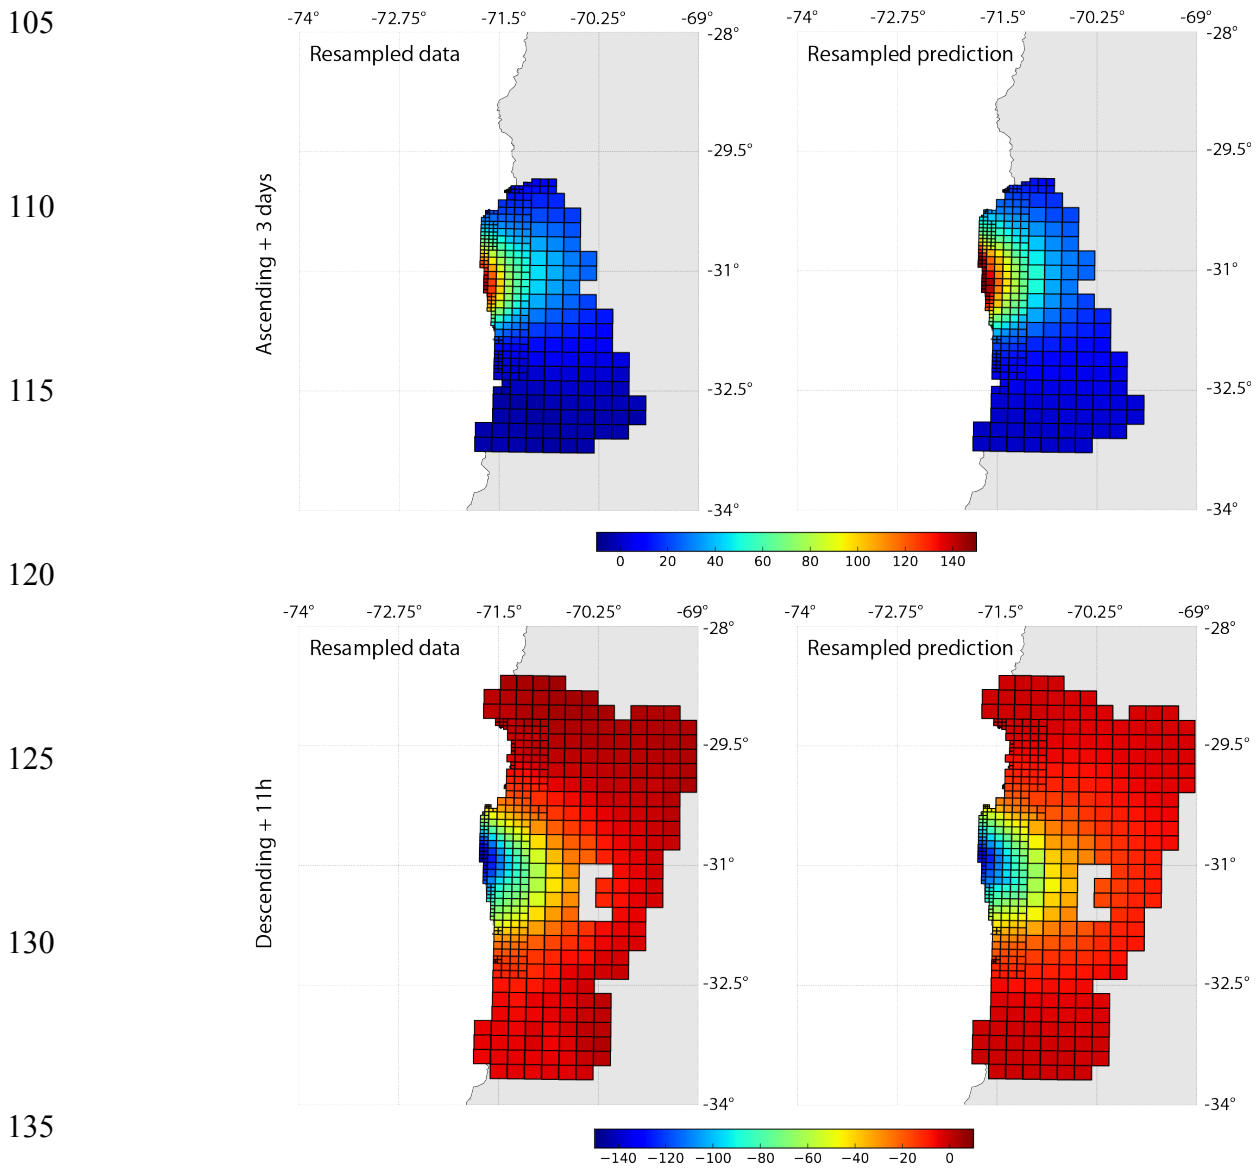 105
-74° -72.75° -71.5° -70.25° -69° -74° -72.75° -71.5° -70.25° -69°
-28° -28°
Resampled data Resampled prediction
-29.5° -29.5°
110
Ascending + 3 days
-31° -31°
115
-32.5° -32.5°
-34° -34°
0 20 40 60 80 100 120 140
120
-74° -72.75° -71.5° -70.25° -69° -74° -72.75° -71.5° -70.25° -69°
-28° -28°
Resampled data Resampled prediction
125
-29.5° -29.5°
Descending + 11h
-31° -31°
130
-32.5° -32.5°
-34° -34°
135
−140 −120 −100 −80 −60 −40 −20 0